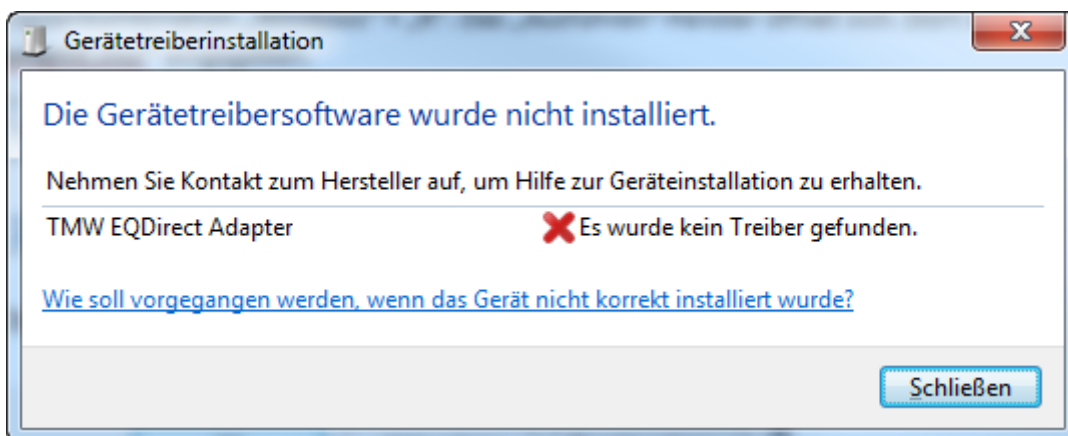 Gerätetreiberinstallation
Die Gerätetreibersoftware wurde nicht installiert.
Nehmen Sie Kontakt zum Hersteller auf, um Hilfe zur Geräteinstallation zu erhalten.
TMW EQDirect Adapter Es wurde kein Treiber gefunden.
Wie soll vorgegangen werden, wenn das Gerät nicht korrekt installiert wurde?
Schließen